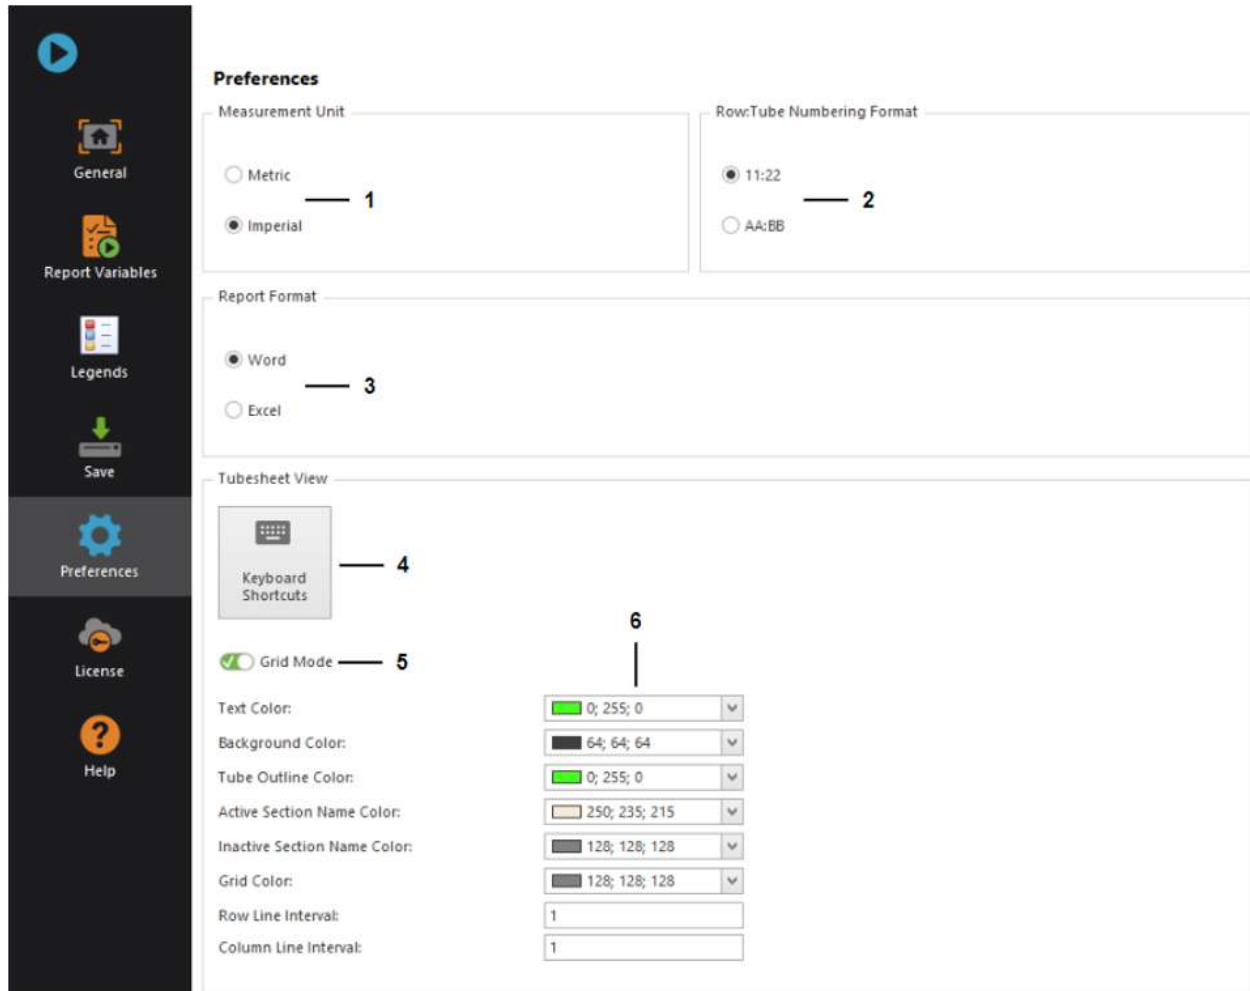 Preferences
Measurement Unit
Row:Tube Numbering Format
General
Metric
1
11:22
2
Imperial
AA:BB
Report Variables
Report Format
Word
Legends
3
Excel
Save
Tubesheet View
4
Keyboard
Shortcuts
Preferences
6
Grid Mode
5
License
Text Color:
0; 255; 0
Background Color:
64; 64; 64
Help
Tube Outline Color:
0; 255; 0
Active Section Name Color:
250; 235; 215
Inactive Section Name Color:
128; 128; 128
Grid Color:
128; 128; 128
Row Line Interval:
1
Column Line Interval:
1